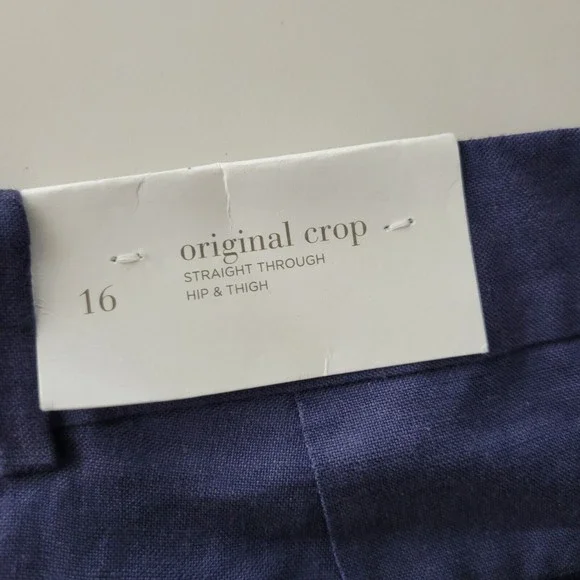 original crop
STRAIGHT THROUGH
HIP & THIGH
16